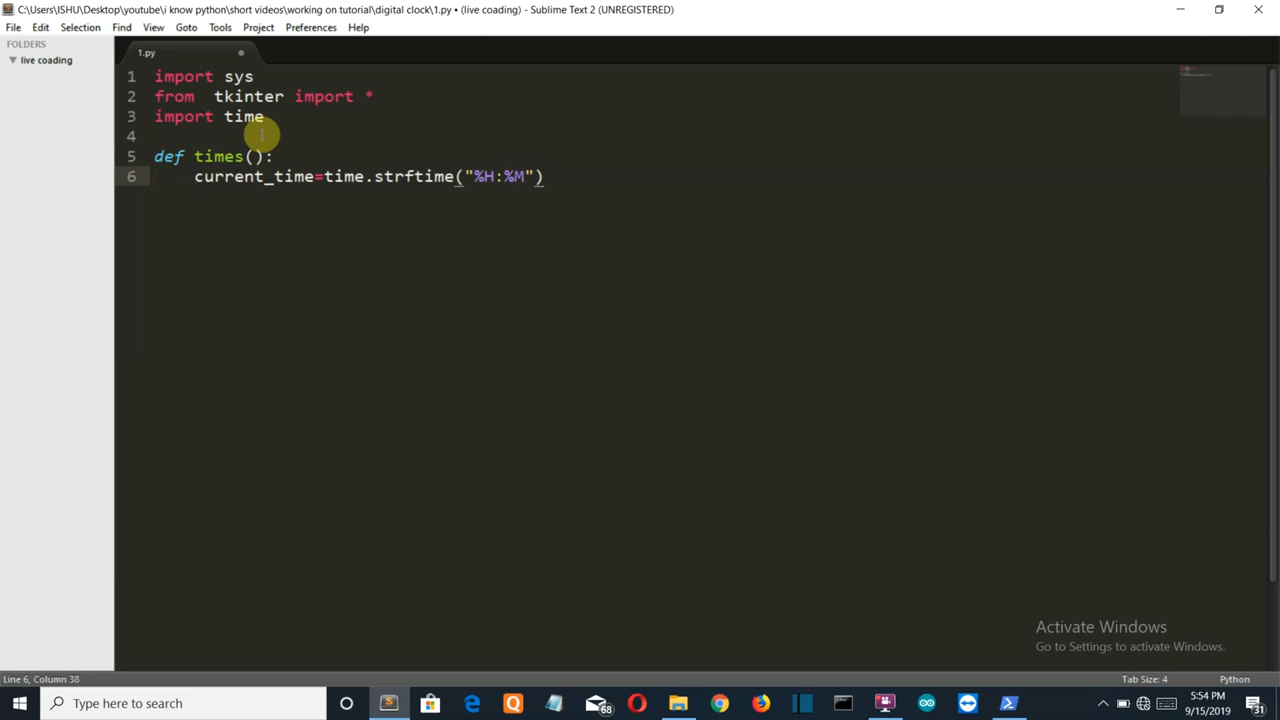 C:\Users\ISHU\Desktop\youtube\i know python\short videos\working on tutorial\digital clock\1.py • (live coading) - Sublime Text 2 (UNREGISTERED)
File Edit Selection Find View Goto Tools Project Preferences Help
FOLDERS
live coading
1.py
1 import sys
2 from  tkinter import *
3 import time
4
5 def times():
6     current_time=time.strftime("%H:%M")
Activate Windows
Go to Settings to activate Windows.
Line 6, Column 38
Tab Size: 4
Python
Type here to search
68
5:54 PM
9/15/2019
31